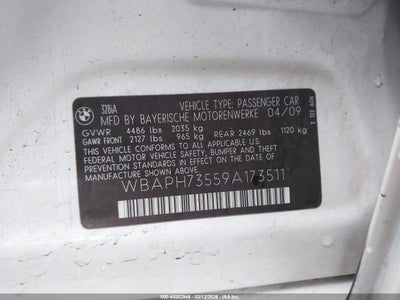 328iA
VEHICLE TYPE: PASSENGER CAR
MFD BY BAYERISCHE MOTORENWERKE 04/09
GVWR 4486 lbs 2035 kg
GAWR FRONT 2127 lbs 965 kg REAR 2469 lbs 1120 kg
THIS VEHICLE CONFORMS TO ALL APPLICABLE
FEDERAL MOTOR VEHICLE SAFETY, BUMPER, AND
THEFT PREVENTION STANDARDS IN EFFECT ON THE
DATE OF MANUFACTURE SHOWN ABOVE.
WBAPH73559A173511